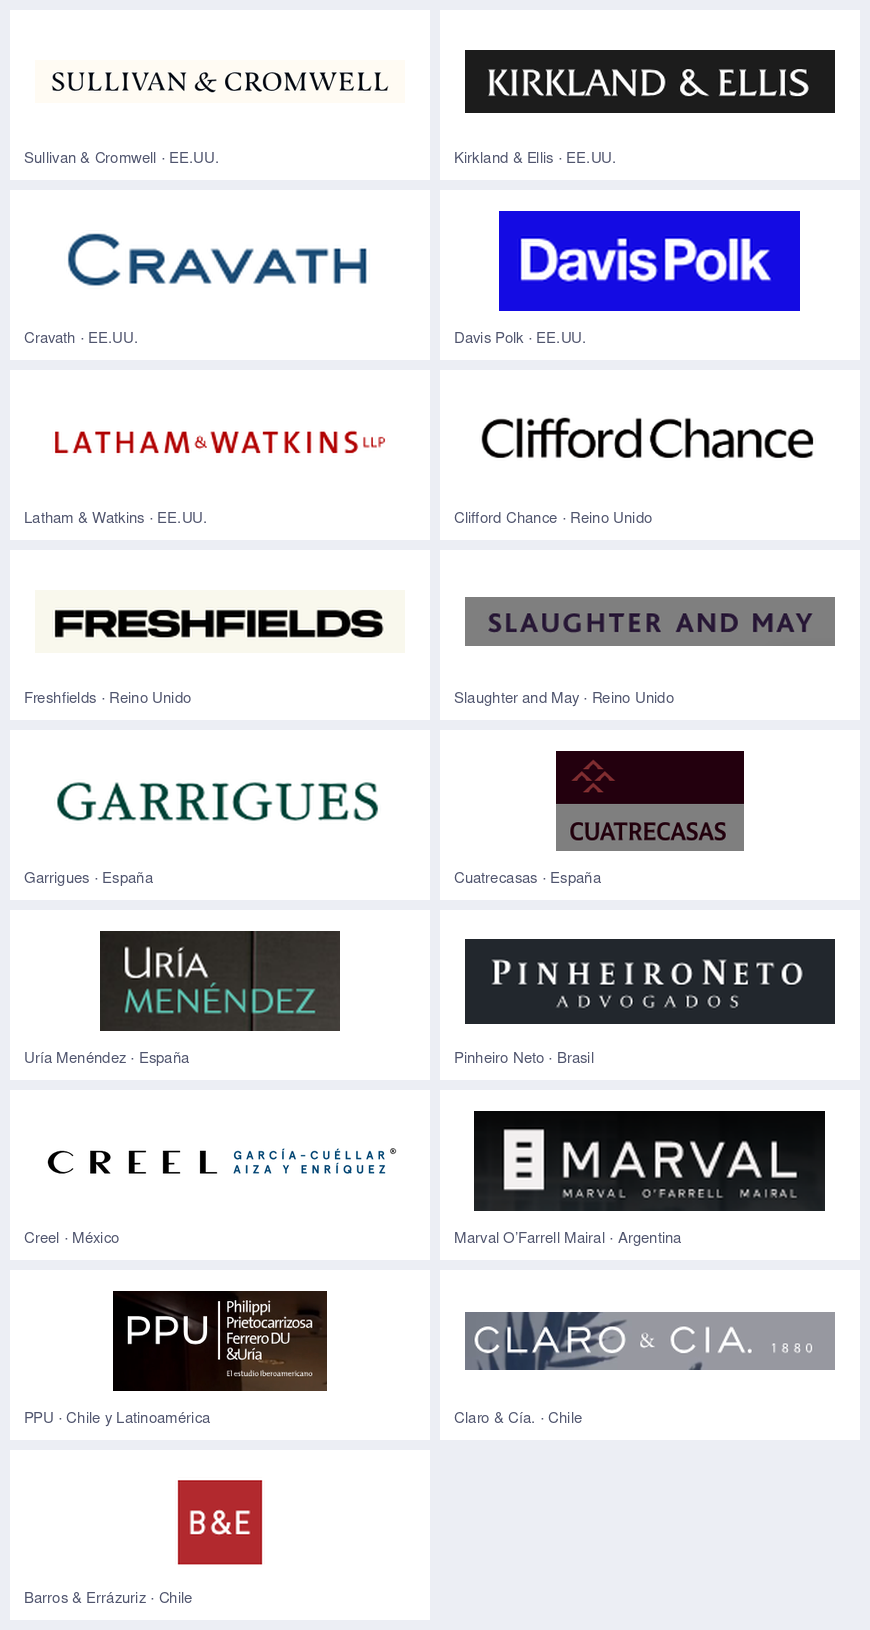 SULLIVAN & CROMWELL
Sullivan & Cromwell · EE.UU.
KIRKLAND & ELLIS
Kirkland & Ellis · EE.UU.
CRAVATH
Cravath · EE.UU.
Davis Polk
Davis Polk · EE.UU.
LATHAM & WATKINS LLP
Latham & Watkins · EE.UU.
Clifford Chance
Clifford Chance · Reino Unido
FRESHFIELDS
Freshfields · Reino Unido
SLAUGHTER AND MAY
Slaughter and May · Reino Unido
GARRIGUES
Garrigues · España
CUATRECASAS
Cuatrecasas · España
URÍA
MENÉNDEZ
Uría Menéndez · España
PINHEIRO NETO
ADVOGADOS
Pinheiro Neto · Brasil
CREEL
GARCÍA-CUÉLLAR®
AIZA Y ENRÍQUEZ
Creel · México
MARVAL
MARVAL O'FARRELL MAIRAL
Marval O'Farrell Mairal · Argentina
PPU
Philippi
Prietocarrizosa
Ferrero DU
&Uría
El estudio Iberoamericano
PPU · Chile y Latinoamérica
CLARO & CIA. 1880
Claro & Cía. · Chile
B&E
Barros & Errázuriz · Chile